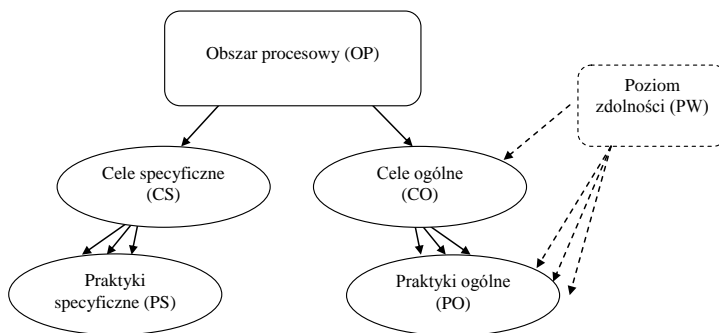 Obszar procesowy (OP)
Poziom
zdolności (PW)
Cele specyficzne
(CS)
Cele ogólne
(CO)
Praktyki
specyficzne (PS)
Praktyki ogólne
(PO)